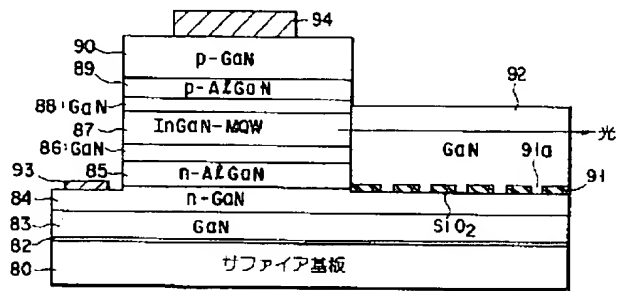 94
90
p-GaN
89
p-AlGaN
88:GaN
92
87
InGaN-MQW
光
86:GaN
GaN
91a
93
85
n-AlGaN
91
84
n-GaN
SiO2
83
GaN
82
80
サファイア基板